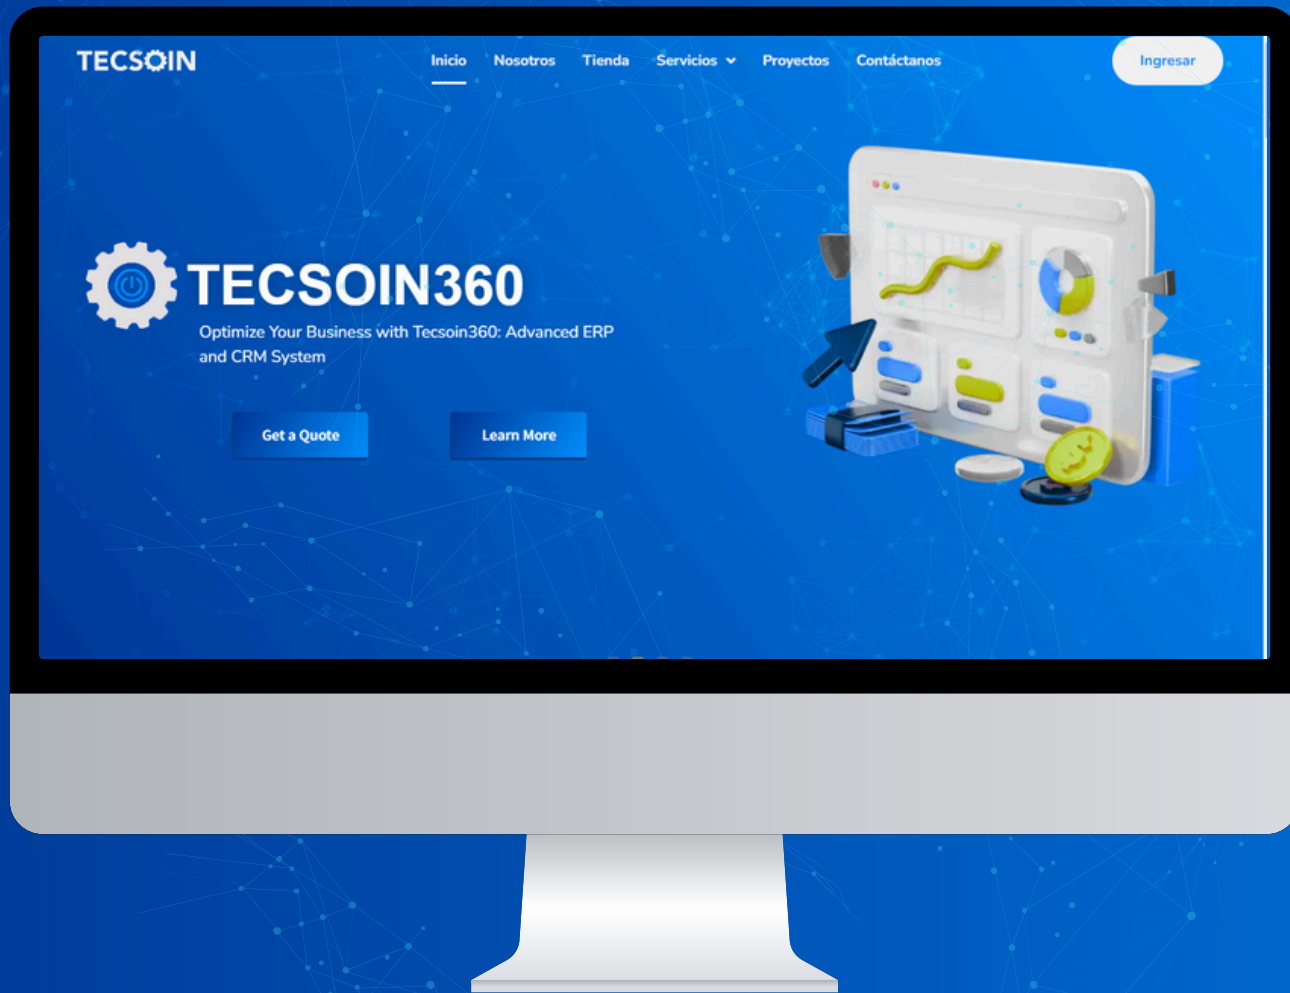 TECSOIN
Inicio Nosotros Tienda Servicios Proyectos Contáctanos Ingresar
TECSOIN360
Optimize Your Business with Tecsoin360: Advanced ERP
and CRM System
Get a Quote Learn More